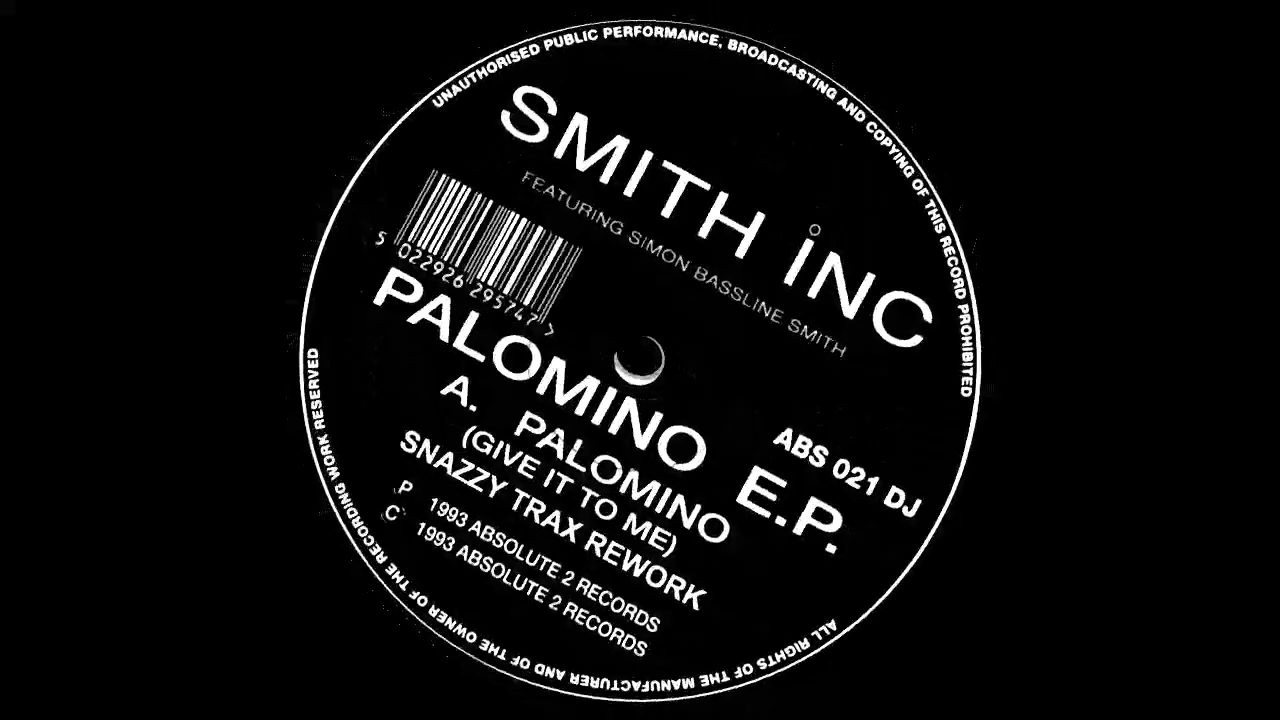 UNAUTHORISED PUBLIC PERFORMANCE, BROADCASTING AND COPYING OF THIS RECORD PROHIBITED
SMITH iNC
FEATURING SIMON BASSLINE SMITH
5 022926 295747 >
PALOMINO E.P.
ABS 021 DJ
A. PALOMINO
(GIVE IT TO ME)
SNAZZY TRAX REWORK
P 1993 ABSOLUTE 2 RECORDS
C 1993 ABSOLUTE 2 RECORDS
ALL RIGHTS OF THE MANUFACTURER AND OF THE OWNER OF THE RECORDING WORK RESERVED